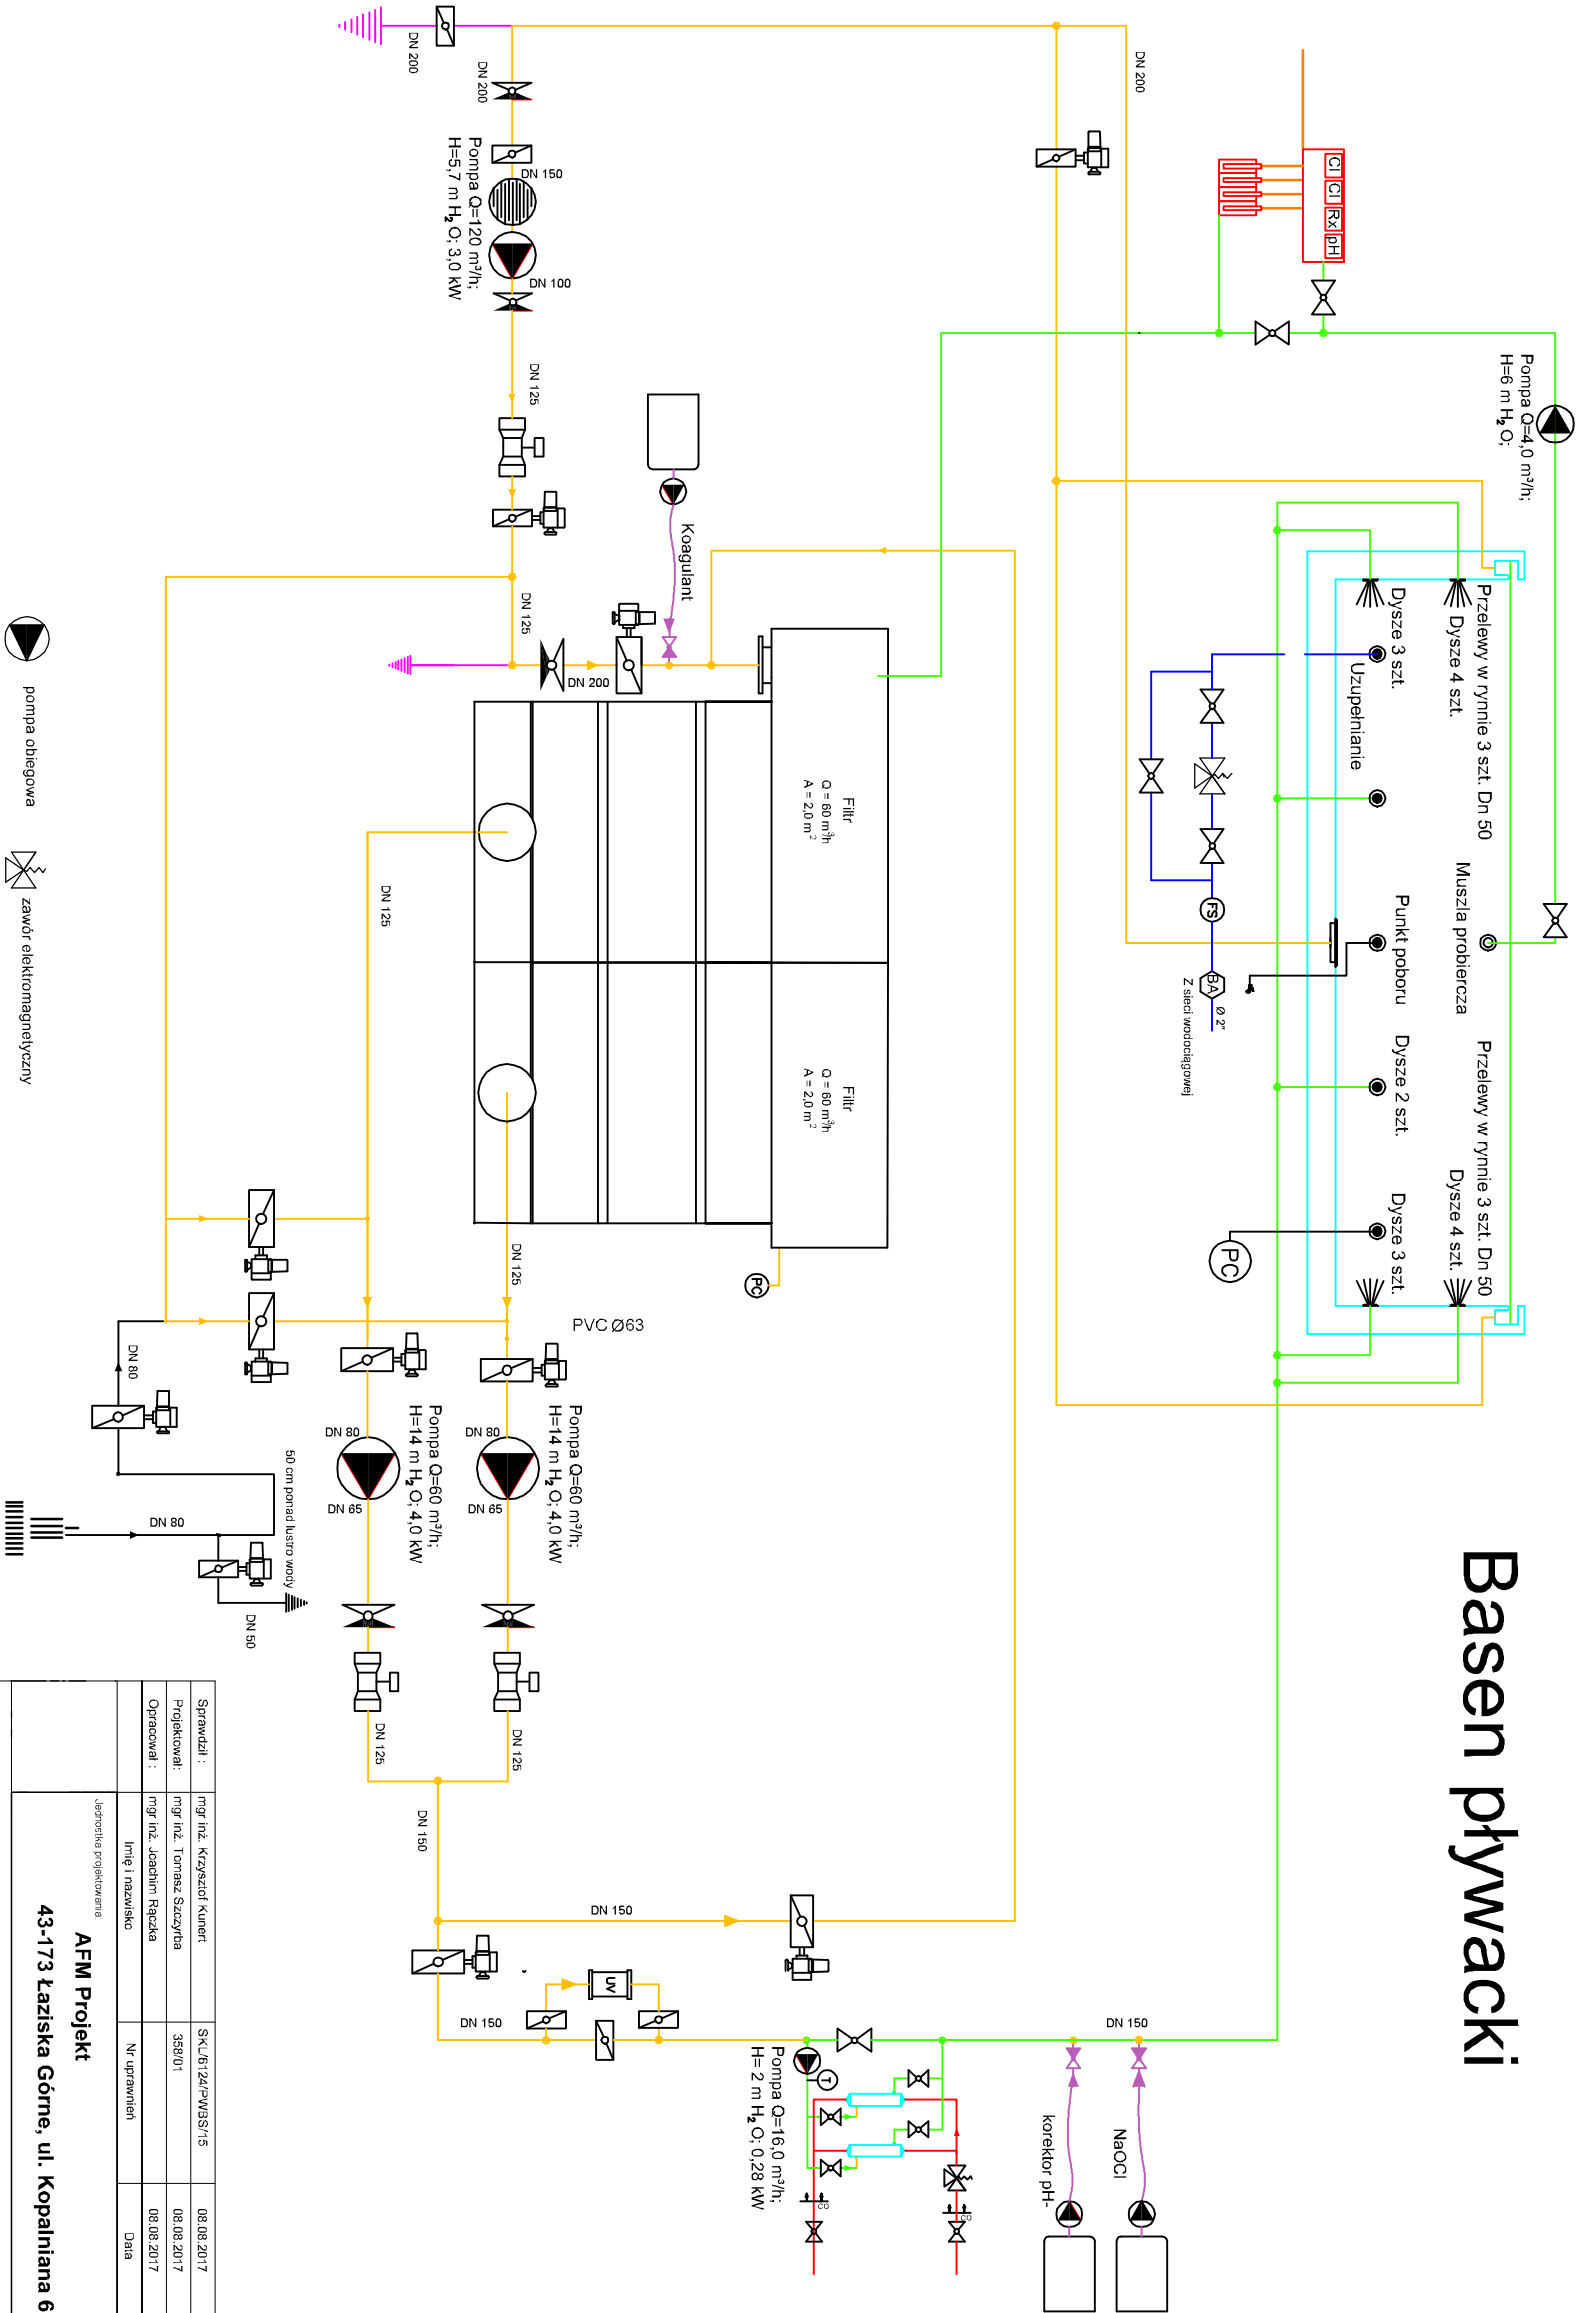 Basen pływacki
Pompa Q=4,0 m³/h;
H=6 m H₂O;
Cl
Cl
Rx
pH
DN 200
Przelewy w rynnie 3 szt. Dn 50
Dysze 4 szt.
Dysze 3 szt.
Uzupełnianie
Muszla probiercza
Punkt poboru
Dysze 2 szt.
Przelewy w rynnie 3 szt. Dn 50
Dysze 4 szt.
Dysze 3 szt.
PC
FS
BA
Ø 2"
Z sieci wodociągowej
DN 200
DN 200
DN 150
Pompa Q=120 m³/h;
H=5,7 m H₂O; 3,0 kW
DN 100
DN 125
Koagulant
DN 125
DN 200
Filtr
Q = 60 m³/h
A = 2,0 m²
Filtr
Q = 60 m³/h
A = 2,0 m²
PC
DN 125
DN 125
PVC Ø63
DN 80
Pompa Q=60 m³/h;
H=14 m H₂O; 4,0 kW
DN 65
DN 80
Pompa Q=60 m³/h;
H=14 m H₂O; 4,0 kW
DN 65
DN 80
DN 80
50 cm ponad lustro wody
DN 50
DN 125
DN 125
DN 150
DN 150
DN 150
UV
T
Pompa Q=16,0 m³/h;
H= 2 m H₂O; 0,28 kW
DN 150
korektor pH-
NaOCl
pompa obiegowa
zawór elektromagnetyczny
Sprawdził : mgr inż. Krzysztof Kunert SKL/6124/PWBS/15 08.08.2017
Projektował: mgr inż. Tomasz Szczyrba 358/01 08.08.2017
Opracował : mgr inż. Joachim Rączka 08.08.2017
Imię i nazwisko Nr uprawnień Data
Jednostka projektowania:
AFM Projekt
43-173 Łaziska Górne, ul. Kopalniana 6